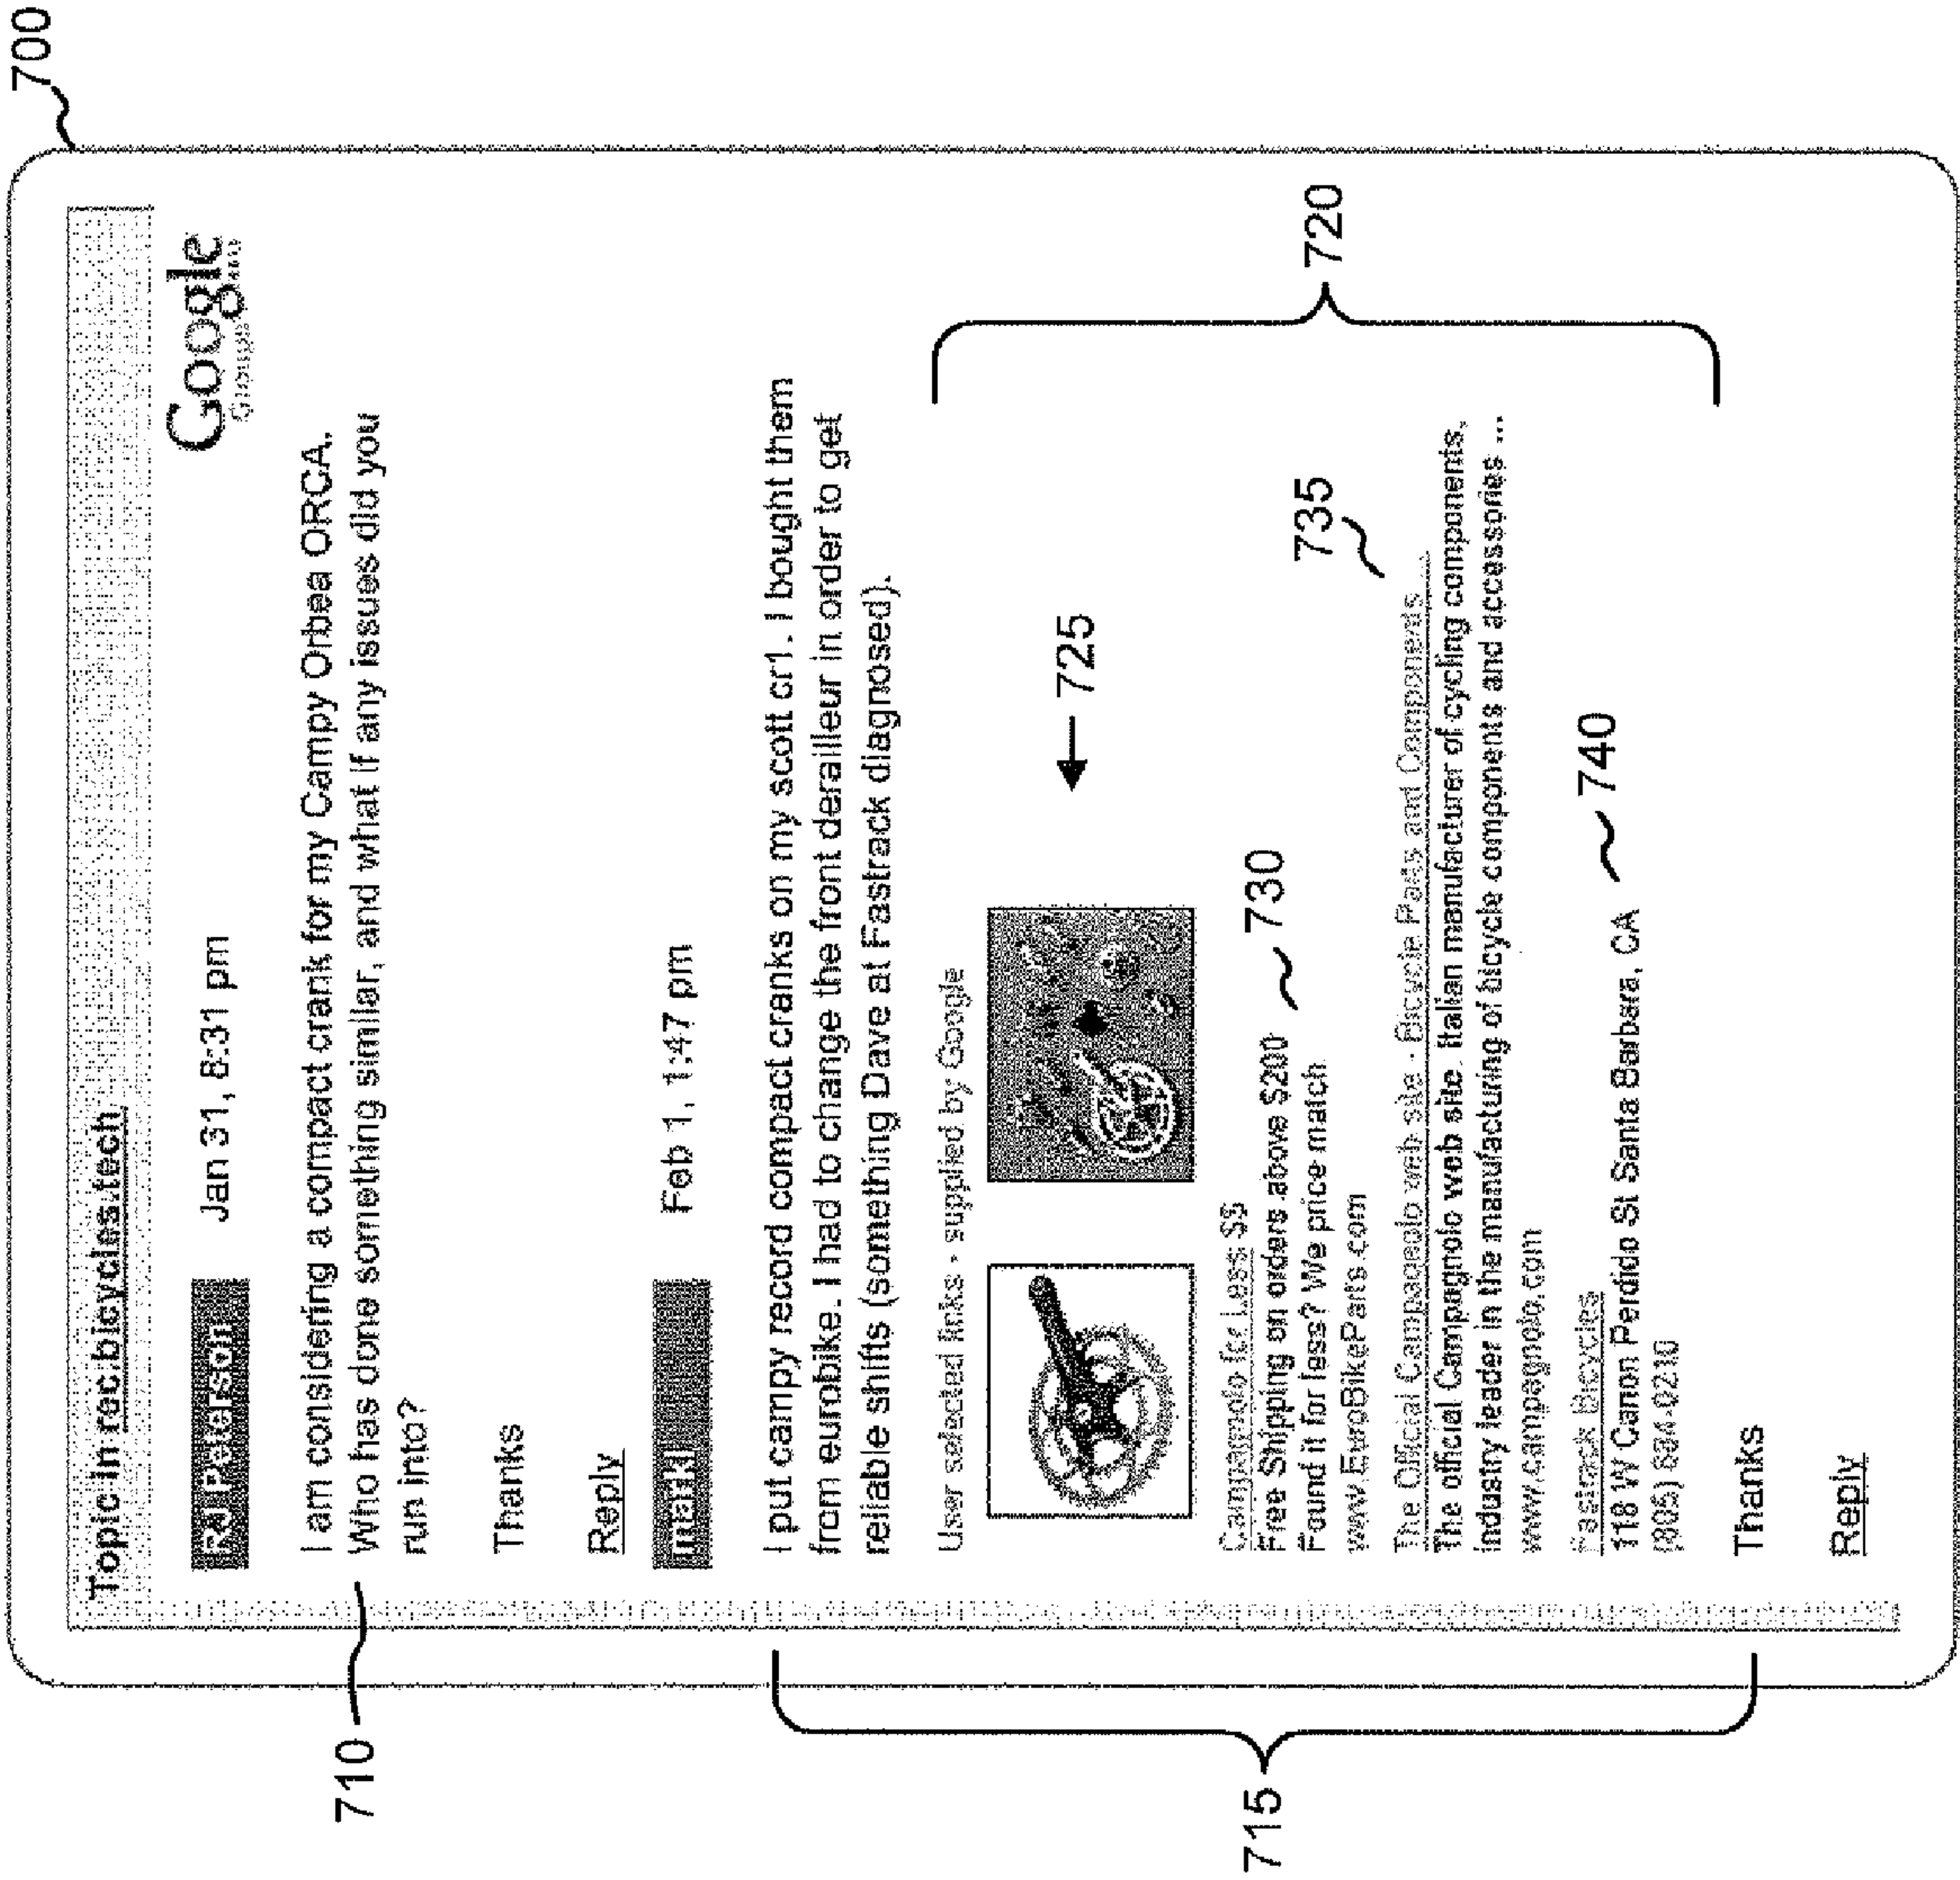 700
Topic in rec.bicycles.tech
Google
Groups
RJ Peterson Jan 31, 8:31 pm
710
I am considering a compact crank for my Campy Orbea ORCA.
Who has done something similar, and what if any issues did you
run into?
Thanks
Reply
markl Feb 1, 1:47 pm
715
I put campy record compact cranks on my scott cr1. I bought them
from eurobike. I had to change the front derailleur in order to get
reliable shifts (something Dave at Fastrack diagnosed).
720
User selected links - supplied by Google
725
Campagnolo for Less $$
Free Shipping on orders above $200
730
Found it for less? We price match
www.EuroBikeParts.com
735
The Official Campagnolo web site - Bicycle Parts and Components ...
The official Campagnolo web site. Italian manufacturer of cycling components,
industry leader in the manufacturing of bicycle components and accessories ...
www.campagnolo.com
Fastrack Bicycles
118 W Canon Perdido St Santa Barbara, CA
740
(805) 884-0210
Thanks
Reply